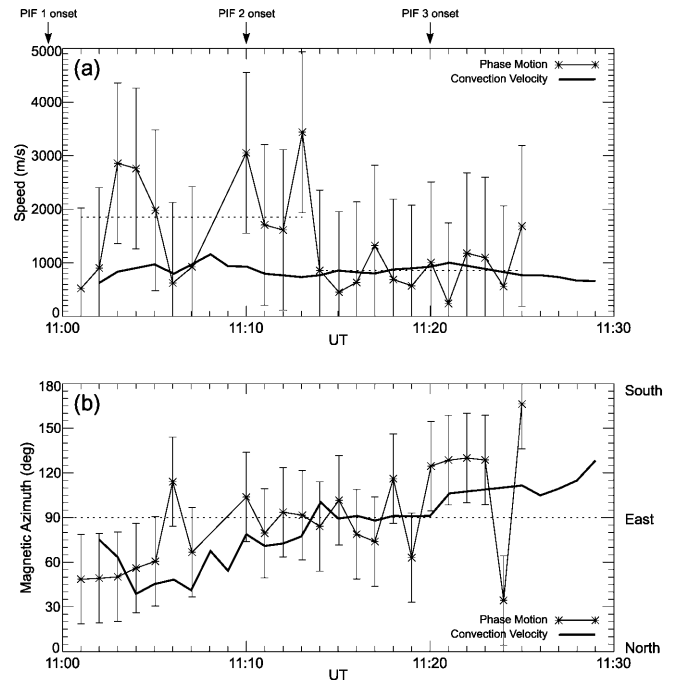 PIF 1 onset PIF 2 onset PIF 3 onset
(a)
Phase Motion
Convection Velocity
Speed (m/s)
5000
4000
3000
2000
1000
0
11:00 11:10 11:20 11:30
UT
(b)
Magnetic Azimuth (deg)
180
150
120
90
60
30
0
South
East
North
Phase Motion
Convection Velocity
11:00 11:10 11:20 11:30
UT